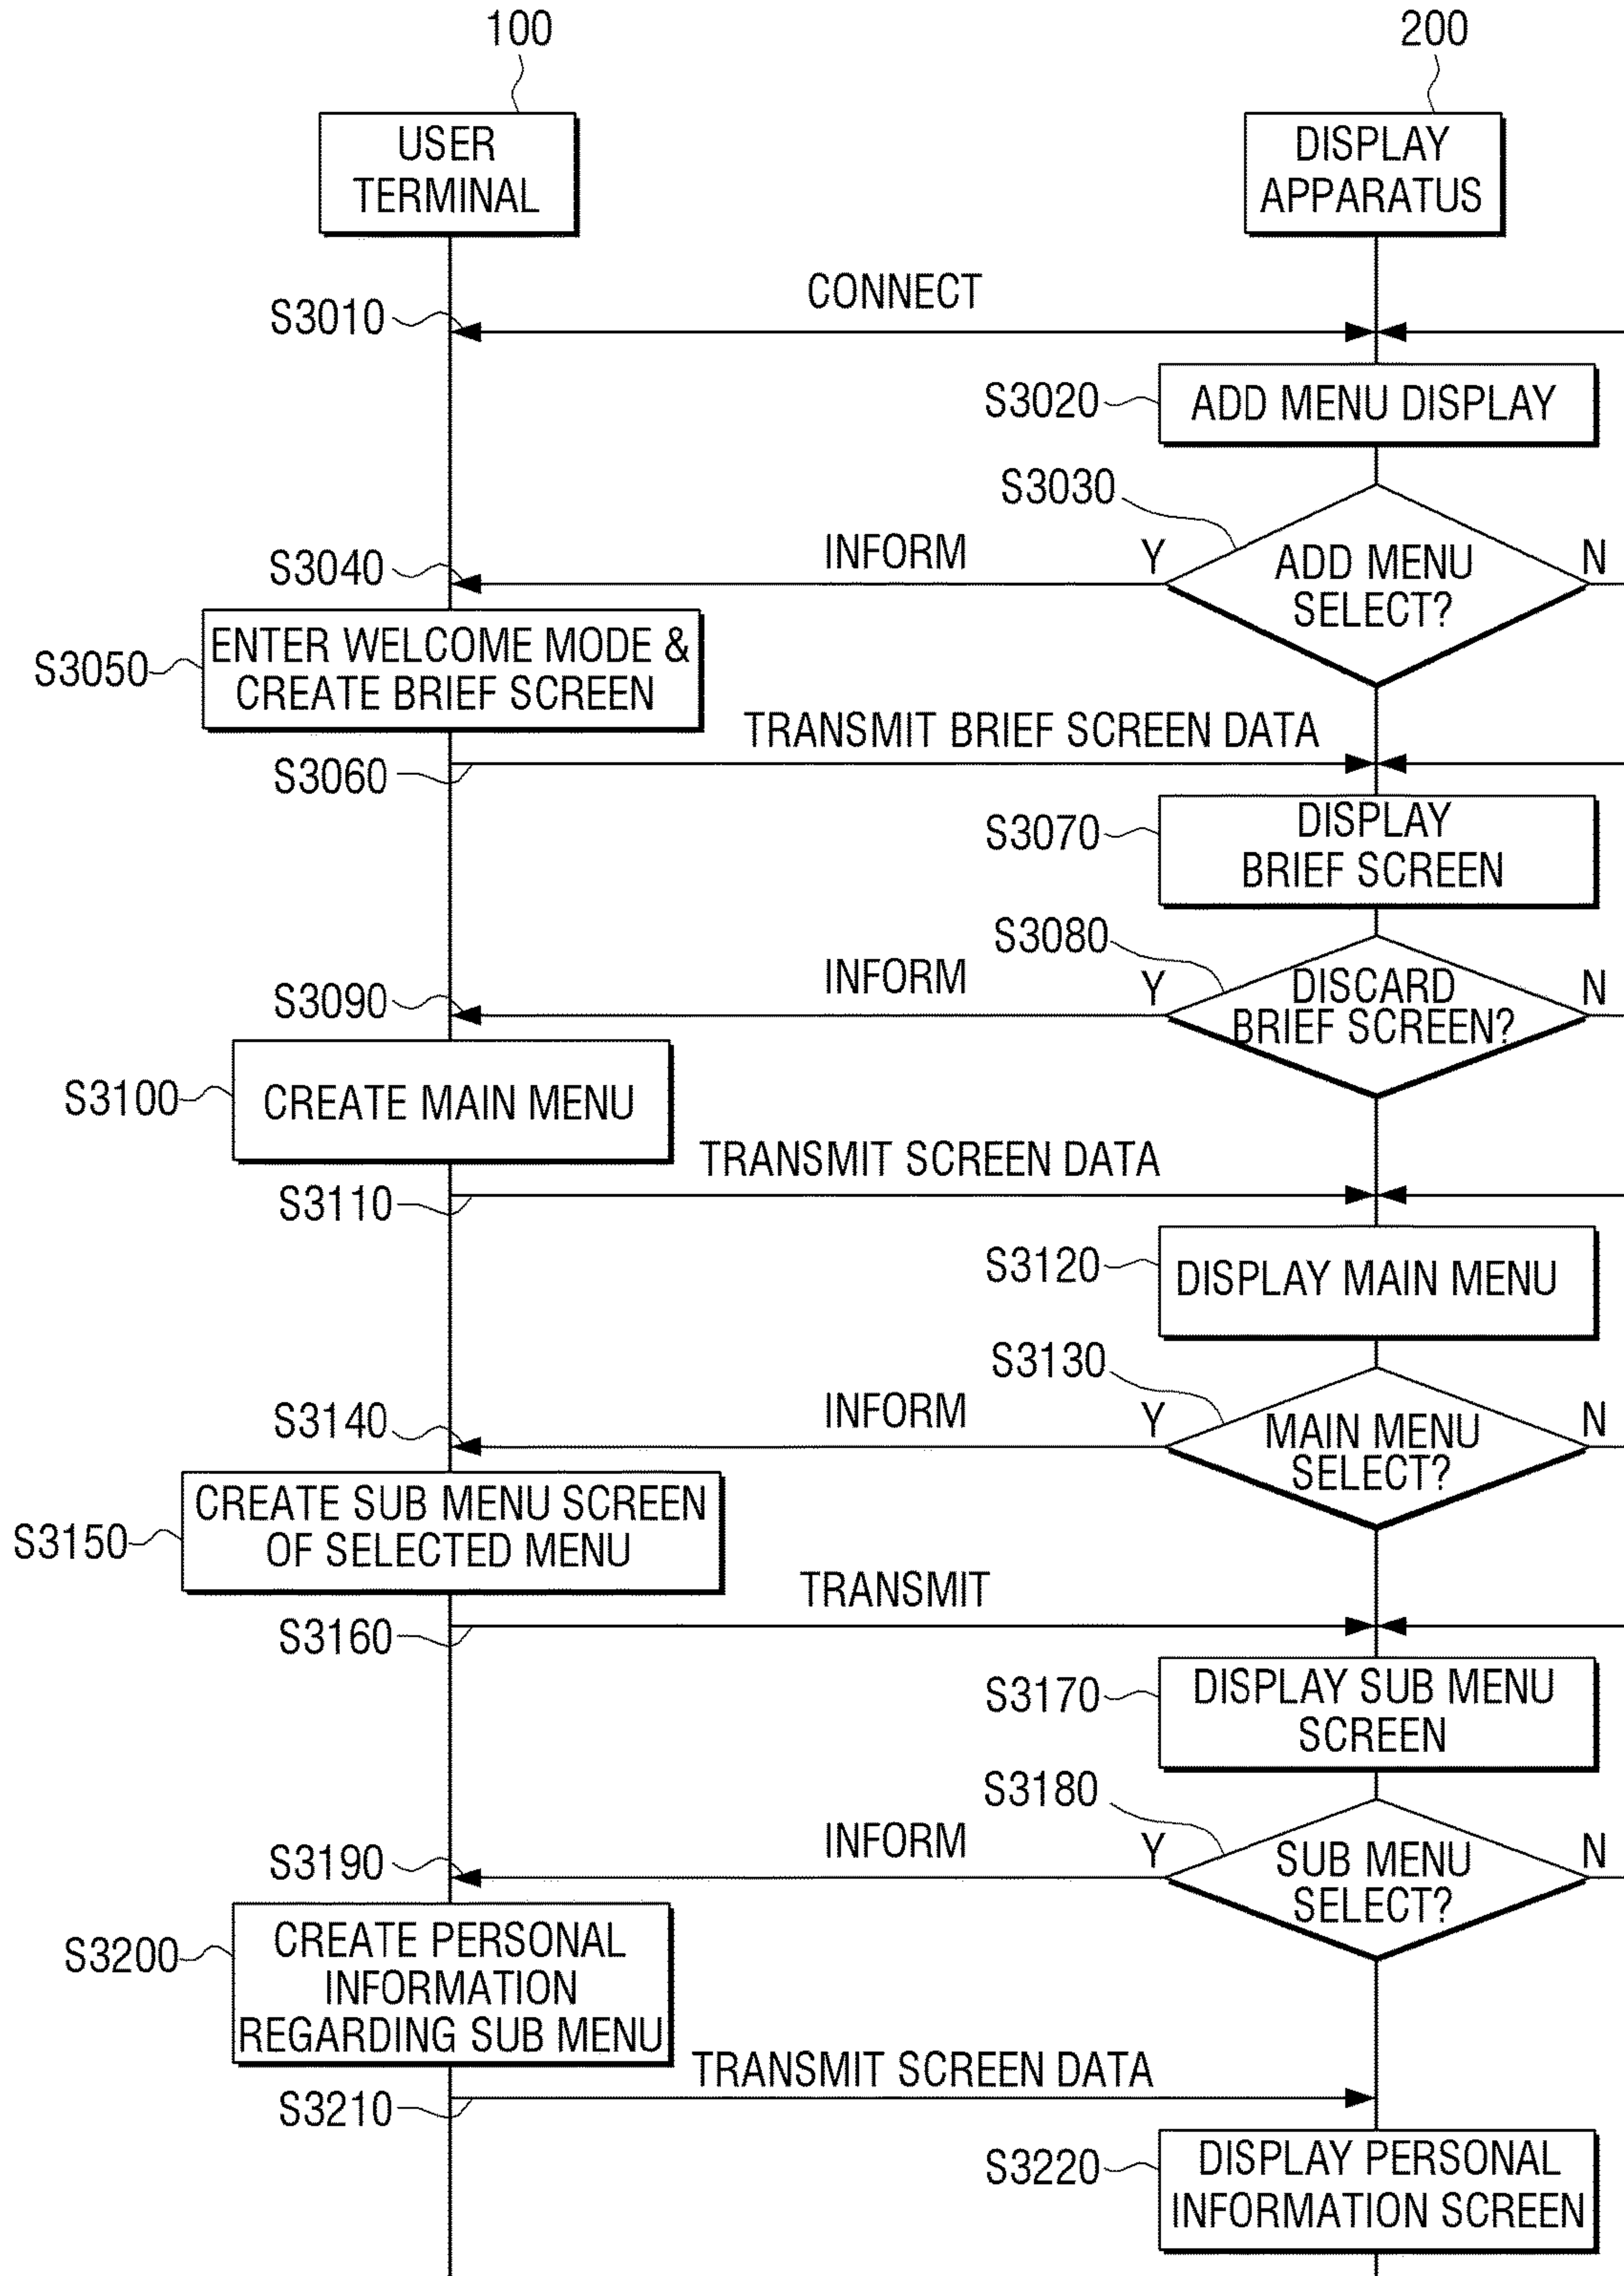 100
200
USER
TERMINAL
DISPLAY
APPARATUS
CONNECT
S3010
S3020
ADD MENU DISPLAY
S3030
INFORM
Y
N
S3040
ADD MENU
SELECT?
ENTER WELCOME MODE &
CREATE BRIEF SCREEN
S3050
TRANSMIT BRIEF SCREEN DATA
S3060
DISPLAY
BRIEF SCREEN
S3070
S3080
INFORM
Y
N
S3090
DISCARD
BRIEF SCREEN?
S3100
CREATE MAIN MENU
TRANSMIT SCREEN DATA
S3110
S3120
DISPLAY MAIN MENU
S3130
INFORM
Y
N
S3140
MAIN MENU
SELECT?
CREATE SUB MENU SCREEN
OF SELECTED MENU
S3150
TRANSMIT
S3160
S3170
DISPLAY SUB MENU
SCREEN
S3180
INFORM
Y
N
S3190
SUB MENU
SELECT?
S3200
CREATE PERSONAL
INFORMATION
REGARDING SUB MENU
TRANSMIT SCREEN DATA
S3210
S3220
DISPLAY PERSONAL
INFORMATION SCREEN